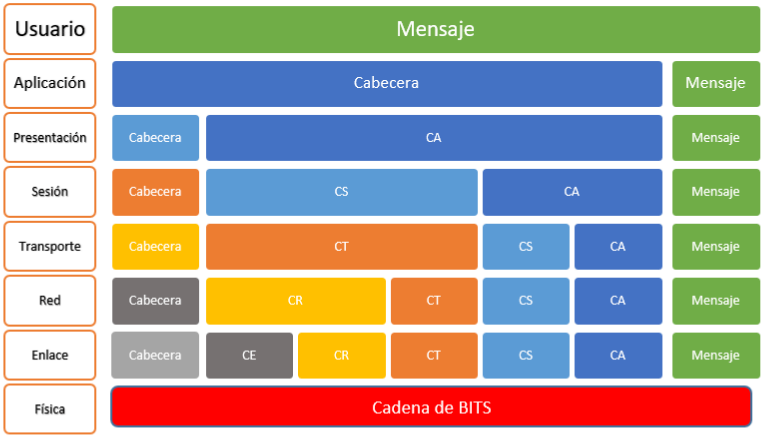 Usuario Mensaje
Aplicación Cabecera Mensaje
Presentación Cabecera CA Mensaje
Sesión Cabecera CS CA Mensaje
Transporte Cabecera CT CS CA Mensaje
Red Cabecera CR CT CS CA Mensaje
Enlace Cabecera CE CR CT CS CA Mensaje
Física Cadena de BITS